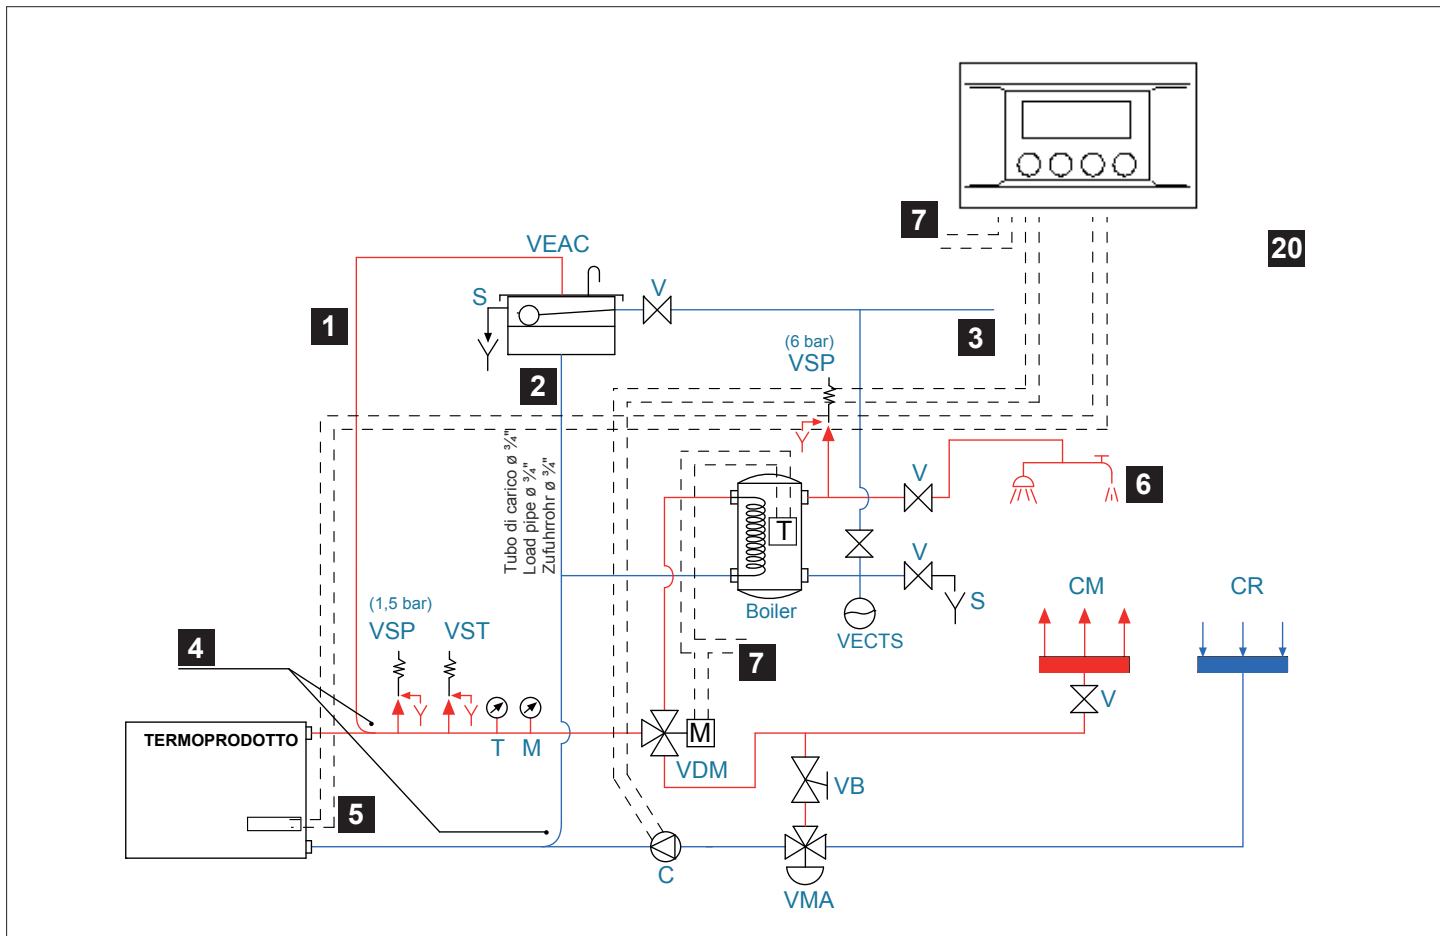 7
20
VEAC
S
V
1
3
(6 bar)
VSP
2
Tubo di carico ø ¾"
Load pipe ø ¾"
Zufuhrrohr ø ¾"
V
6
T
V
S
Boiler
VECTS
CM
CR
(1,5 bar)
VSP
VST
4
7
V
TERMOPRODOTTO
T
M
M
VDM
VB
5
C
VMA